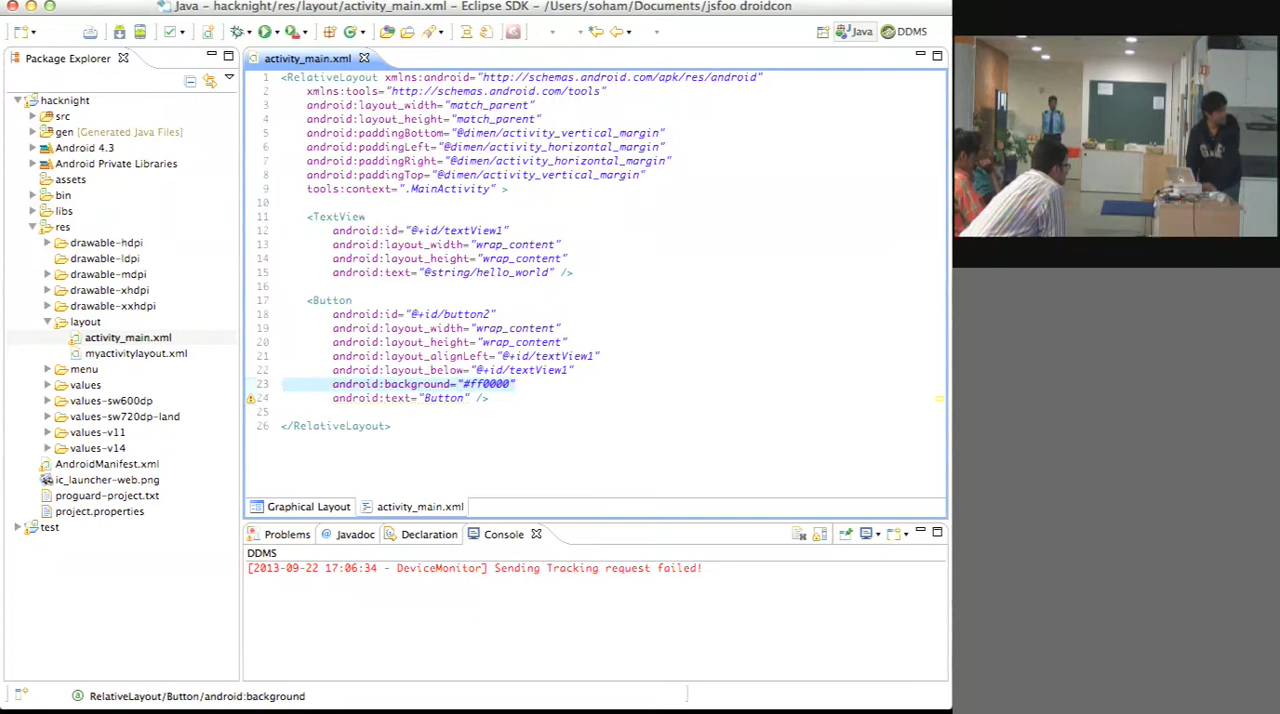 Java - hacknight/res/layout/activity_main.xml - Eclipse SDK - /Users/soham/Documents/jsfoo droidcon
Java
DDMS
Package Explorer
activity_main.xml
hacknight
src
gen [Generated Java Files]
Android 4.3
Android Private Libraries
assets
bin
libs
res
drawable-hdpi
drawable-ldpi
drawable-mdpi
drawable-xhdpi
drawable-xxhdpi
layout
activity_main.xml
myactivitylayout.xml
menu
values
values-sw600dp
values-sw720dp-land
values-v11
values-v14
AndroidManifest.xml
ic_launcher-web.png
proguard-project.txt
project.properties
test
1 <RelativeLayout xmlns:android="http://schemas.android.com/apk/res/android"
2 xmlns:tools="http://schemas.android.com/tools"
3 android:layout_width="match_parent"
4 android:layout_height="match_parent"
5 android:paddingBottom="@dimen/activity_vertical_margin"
6 android:paddingLeft="@dimen/activity_horizontal_margin"
7 android:paddingRight="@dimen/activity_horizontal_margin"
8 android:paddingTop="@dimen/activity_vertical_margin"
9 tools:context=".MainActivity" >
10
11 <TextView
12 android:id="@+id/textView1"
13 android:layout_width="wrap_content"
14 android:layout_height="wrap_content"
15 android:text="@string/hello_world" />
16
17 <Button
18 android:id="@+id/button2"
19 android:layout_width="wrap_content"
20 android:layout_height="wrap_content"
21 android:layout_alignLeft="@+id/textView1"
22 android:layout_below="@+id/textView1"
23 android:background="#ff0000"
24 android:text="Button" />
25
26 </RelativeLayout>
Graphical Layout
activity_main.xml
Problems
@ Javadoc
Declaration
Console
DDMS
[2013-09-22 17:06:34 - DeviceMonitor] Sending Tracking request failed!
RelativeLayout/Button/android:background